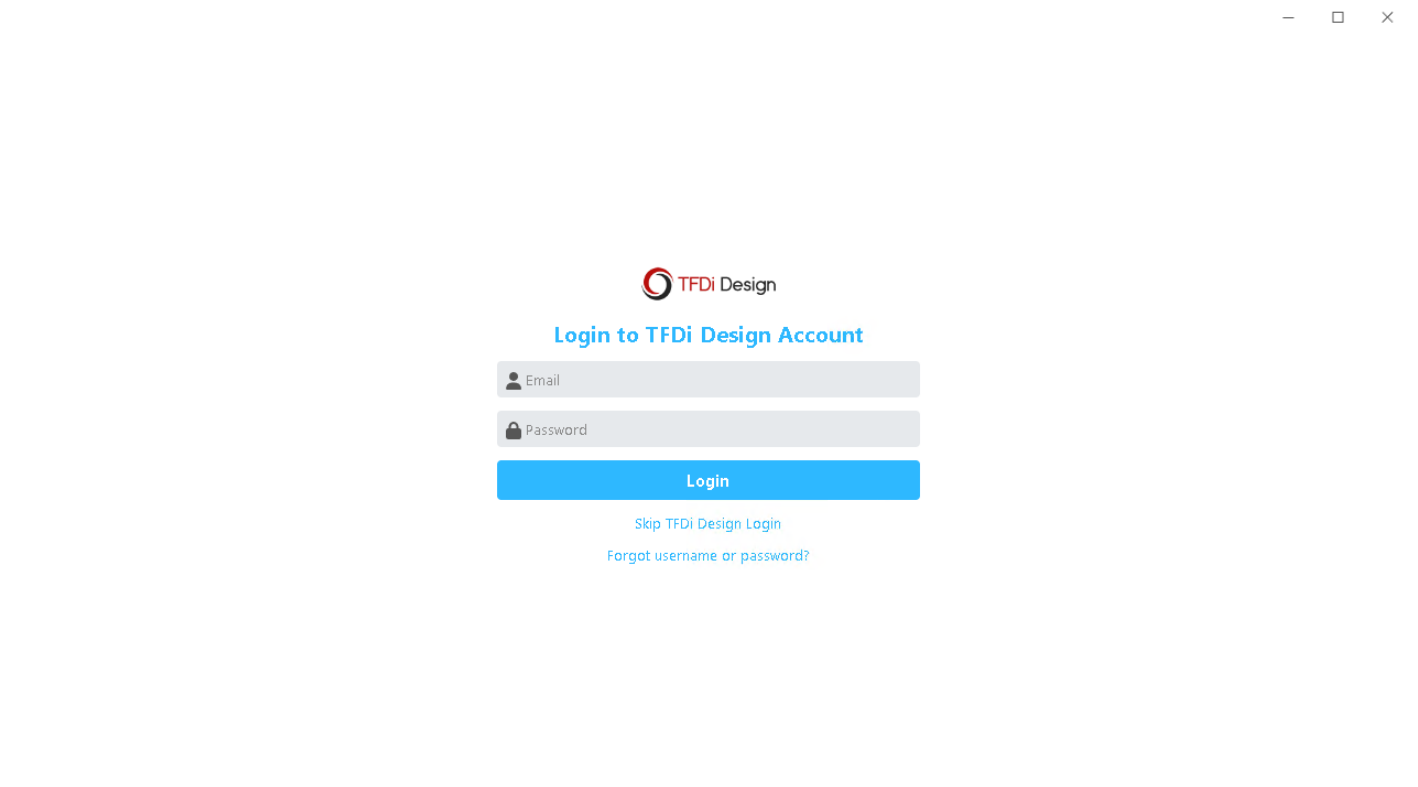 TFDi Design
Login to TFDi Design Account
Email
Password
Login
Skip TFDi Design Login
Forgot username or password?